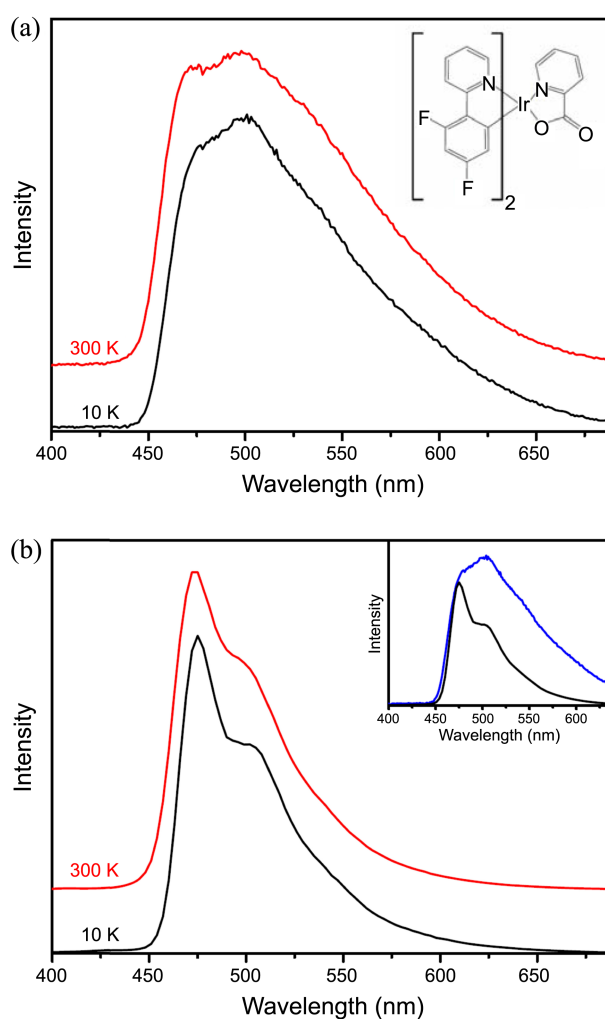 (a)
N
N
Ir
F
O
O
F
2
Intensity
300 K
10 K
400 450 500 550 600 650
Wavelength (nm)
(b)
Intensity
400 450 500 550 600
Wavelength (nm)
Intensity
300 K
10 K
400 450 500 550 600 650
Wavelength (nm)